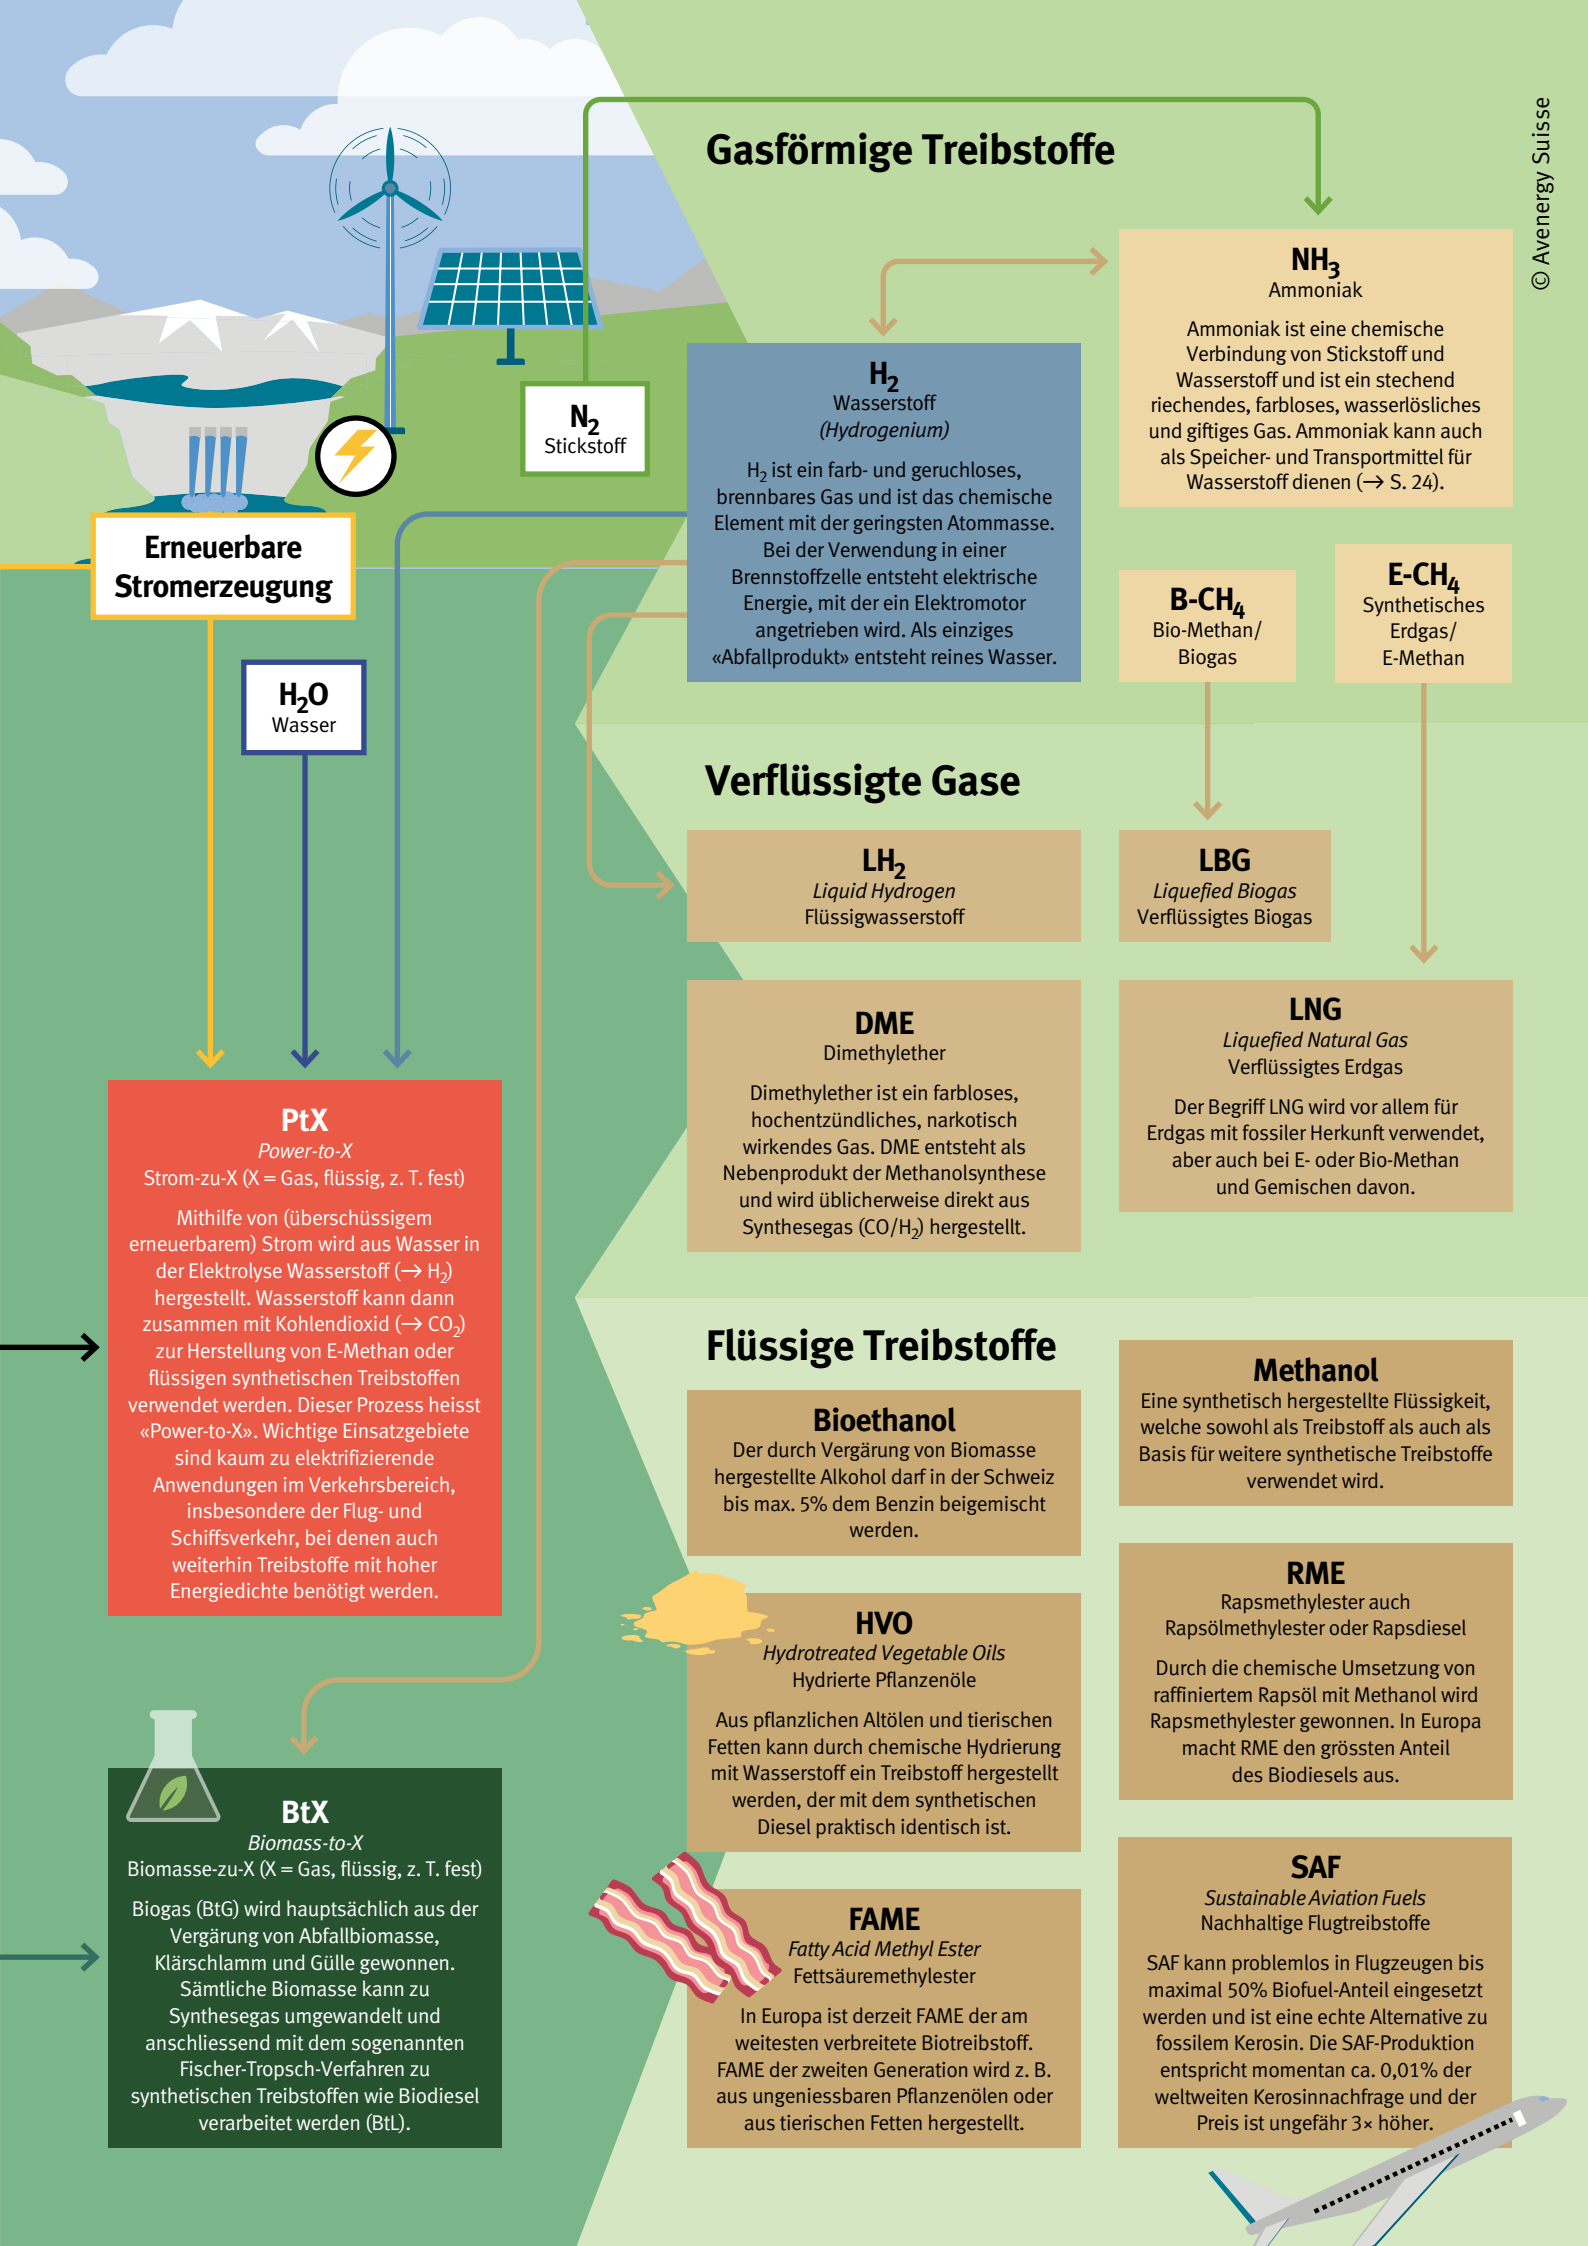 © Avenergy Suisse
Gasförmige Treibstoffe
NH3
Ammoniak
Ammoniak ist eine chemische
Verbindung von Stickstoff und
Wasserstoff und ist ein stechend
riechendes, farbloses, wasserlösliches
und giftiges Gas. Ammoniak kann auch
als Speicher- und Transportmittel für
Wasserstoff dienen (→ S. 24).
H2
Wasserstoff
(Hydrogenium)
H2 ist ein farb- und geruchloses,
brennbares Gas und ist das chemische
Element mit der geringsten Atommasse.
Bei der Verwendung in einer
Brennstoffzelle entsteht elektrische
Energie, mit der ein Elektromotor
angetrieben wird. Als einziges
«Abfallprodukt» entsteht reines Wasser.
N2
Stickstoff
Erneuerbare
Stromerzeugung
B-CH4
Bio-Methan/
Biogas
E-CH4
Synthetisches
Erdgas/
E-Methan
H2O
Wasser
Verflüssigte Gase
LH2
Liquid Hydrogen
Flüssigwasserstoff
LBG
Liquefied Biogas
Verflüssigtes Biogas
DME
Dimethylether
Dimethylether ist ein farbloses,
hochentzündliches, narkotisch
wirkendes Gas. DME entsteht als
Nebenprodukt der Methanolsynthese
und wird üblicherweise direkt aus
Synthesegas (CO/H2) hergestellt.
LNG
Liquefied Natural Gas
Verflüssigtes Erdgas
Der Begriff LNG wird vor allem für
Erdgas mit fossiler Herkunft verwendet,
aber auch bei E- oder Bio-Methan
und Gemischen davon.
PtX
Power-to-X
Strom-zu-X (X = Gas, flüssig, z. T. fest)
Mithilfe von (überschüssigem
erneuerbarem) Strom wird aus Wasser in
der Elektrolyse Wasserstoff (→ H2)
hergestellt. Wasserstoff kann dann
zusammen mit Kohlendioxid (→ CO2)
zur Herstellung von E-Methan oder
flüssigen synthetischen Treibstoffen
verwendet werden. Dieser Prozess heisst
«Power-to-X». Wichtige Einsatzgebiete
sind kaum zu elektrifizierende
Anwendungen im Verkehrsbereich,
insbesondere der Flug- und
Schiffsverkehr, bei denen auch
weiterhin Treibstoffe mit hoher
Energiedichte benötigt werden.
Flüssige Treibstoffe
Bioethanol
Der durch Vergärung von Biomasse
hergestellte Alkohol darf in der Schweiz
bis max. 5% dem Benzin beigemischt
werden.
Methanol
Eine synthetisch hergestellte Flüssigkeit,
welche sowohl als Treibstoff als auch als
Basis für weitere synthetische Treibstoffe
verwendet wird.
HVO
Hydrotreated Vegetable Oils
Hydrierte Pflanzenöle
Aus pflanzlichen Altölen und tierischen
Fetten kann durch chemische Hydrierung
mit Wasserstoff ein Treibstoff hergestellt
werden, der mit dem synthetischen
Diesel praktisch identisch ist.
RME
Rapsmethylester auch
Rapsölmethylester oder Rapsdiesel
Durch die chemische Umsetzung von
raffiniertem Rapsöl mit Methanol wird
Rapsmethylester gewonnen. In Europa
macht RME den grössten Anteil
des Biodiesels aus.
BtX
Biomass-to-X
Biomasse-zu-X (X = Gas, flüssig, z. T. fest)
Biogas (BtG) wird hauptsächlich aus der
Vergärung von Abfallbiomasse,
Klärschlamm und Gülle gewonnen.
Sämtliche Biomasse kann zu
Synthesegas umgewandelt und
anschliessend mit dem sogenannten
Fischer-Tropsch-Verfahren zu
synthetischen Treibstoffen wie Biodiesel
verarbeitet werden (BtL).
FAME
Fatty Acid Methyl Ester
Fettsäuremethylester
In Europa ist derzeit FAME der am
weitesten verbreitete Biotreibstoff.
FAME der zweiten Generation wird z. B.
aus ungeniessbaren Pflanzenölen oder
aus tierischen Fetten hergestellt.
SAF
Sustainable Aviation Fuels
Nachhaltige Flugtreibstoffe
SAF kann problemlos in Flugzeugen bis
maximal 50% Biofuel-Anteil eingesetzt
werden und ist eine echte Alternative zu
fossilem Kerosin. Die SAF-Produktion
entspricht momentan ca. 0,01% der
weltweiten Kerosinnachfrage und der
Preis ist ungefähr 3× höher.